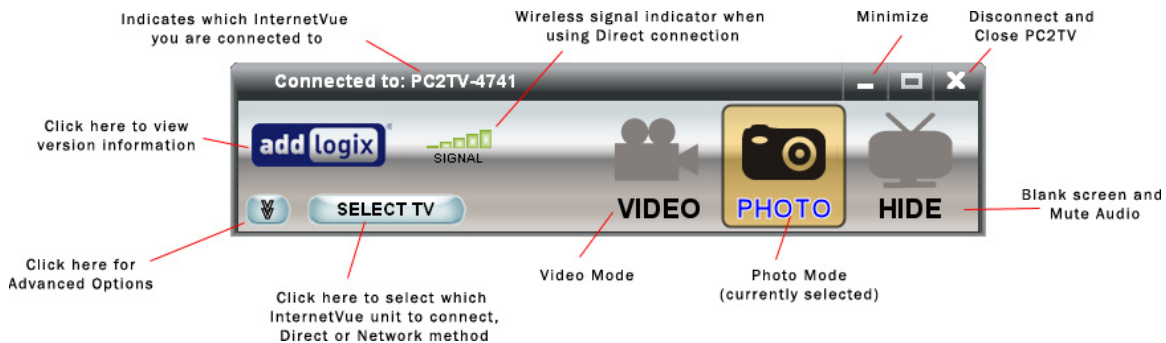 Indicates which InternetVue
you are connected to
Wireless signal indicator when
using Direct connection
Minimize
Disconnect and
Close PC2TV
Connected to: PC2TV-4741
Click here to view
version information
add logix®
SIGNAL
SELECT TV
VIDEO
PHOTO
HIDE
Blank screen and
Mute Audio
Click here for
Advanced Options
Click here to select which
InternetVue unit to connect,
Direct or Network method
Video Mode
Photo Mode
(currently selected)